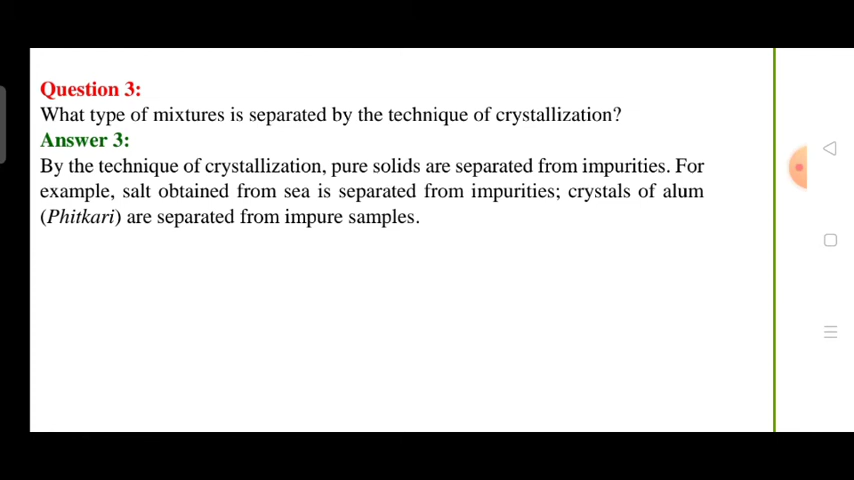 Question 3:
What type of mixtures is separated by the technique of crystallization?
Answer 3:
By the technique of crystallization, pure solids are separated from impurities. For
example, salt obtained from sea is separated from impurities; crystals of alum
(Phitkari) are separated from impure samples.